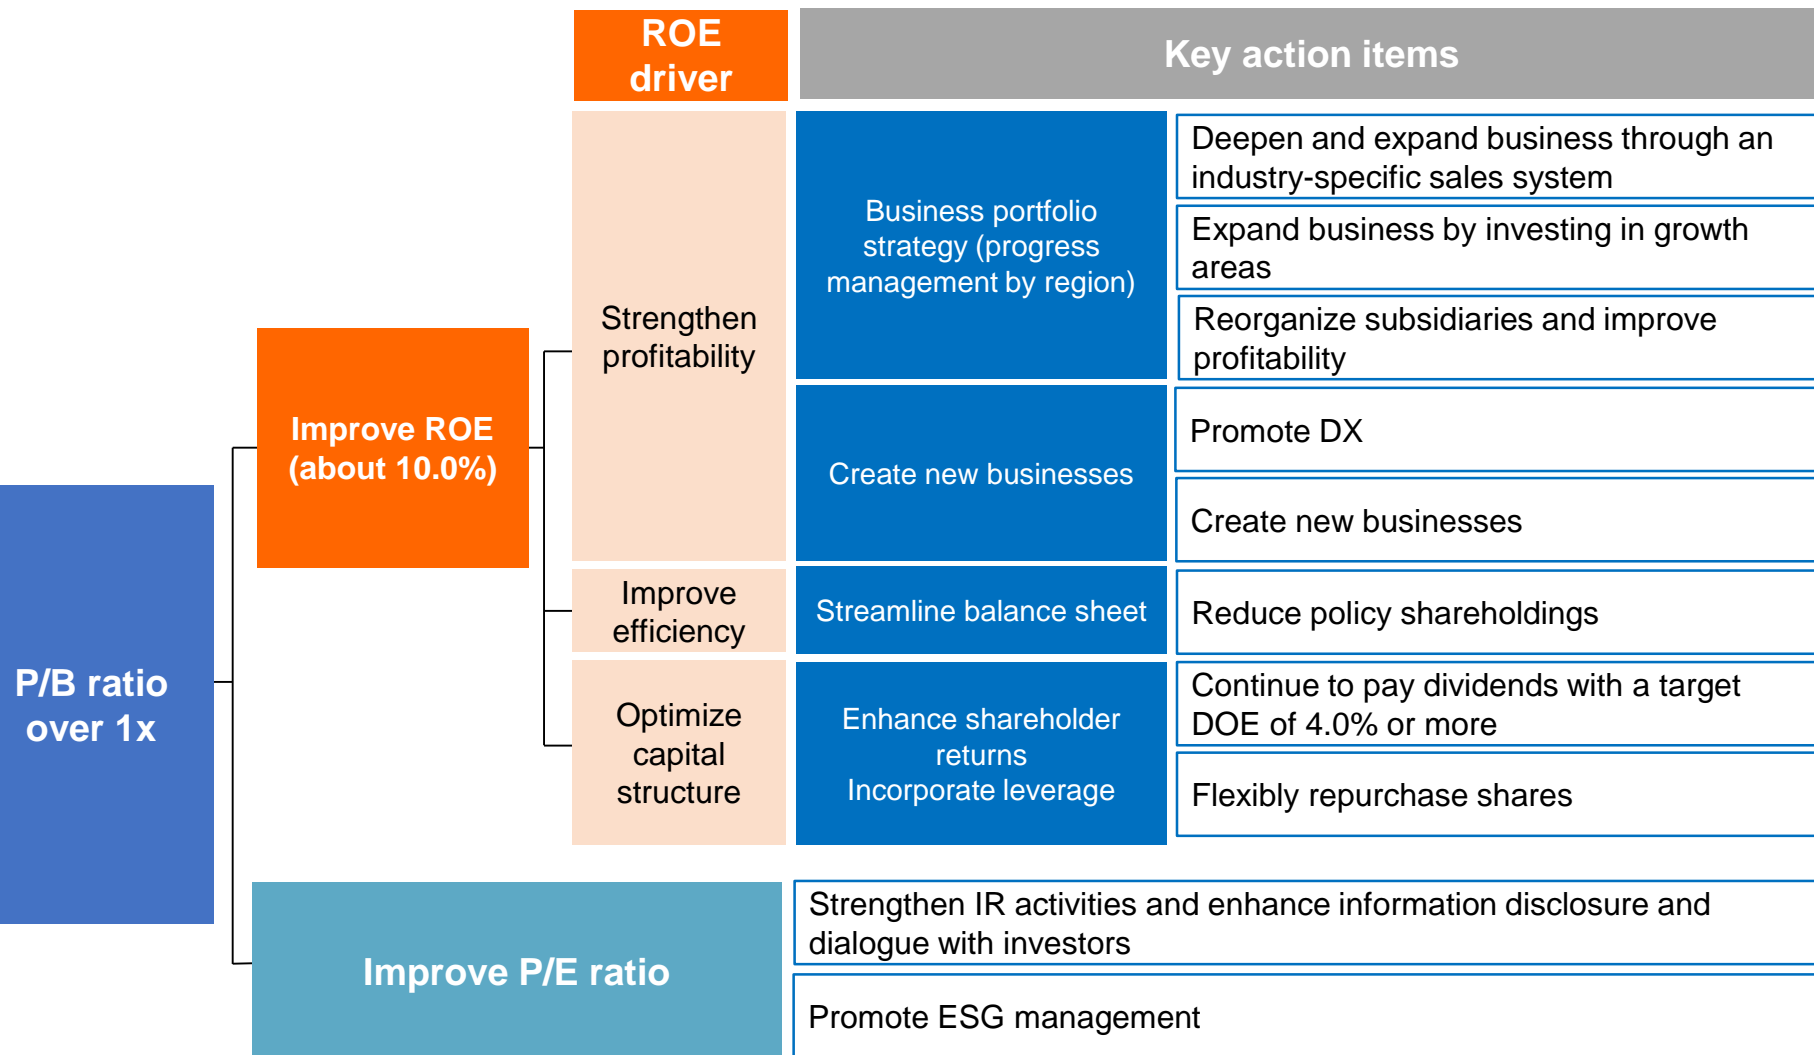 ROE
driver
Key action items
P/B ratio
over 1x
Improve ROE
(about 10.0%)
Strengthen
profitability
Business portfolio
strategy (progress
management by region)
Deepen and expand business through an
industry-specific sales system
Expand business by investing in growth
areas
Reorganize subsidiaries and improve
profitability
Create new businesses
Promote DX
Create new businesses
Improve
efficiency
Streamline balance sheet
Reduce policy shareholdings
Optimize
capital
structure
Enhance shareholder
returns
Incorporate leverage
Continue to pay dividends with a target
DOE of 4.0% or more
Flexibly repurchase shares
Improve P/E ratio
Strengthen IR activities and enhance information disclosure and
dialogue with investors
Promote ESG management